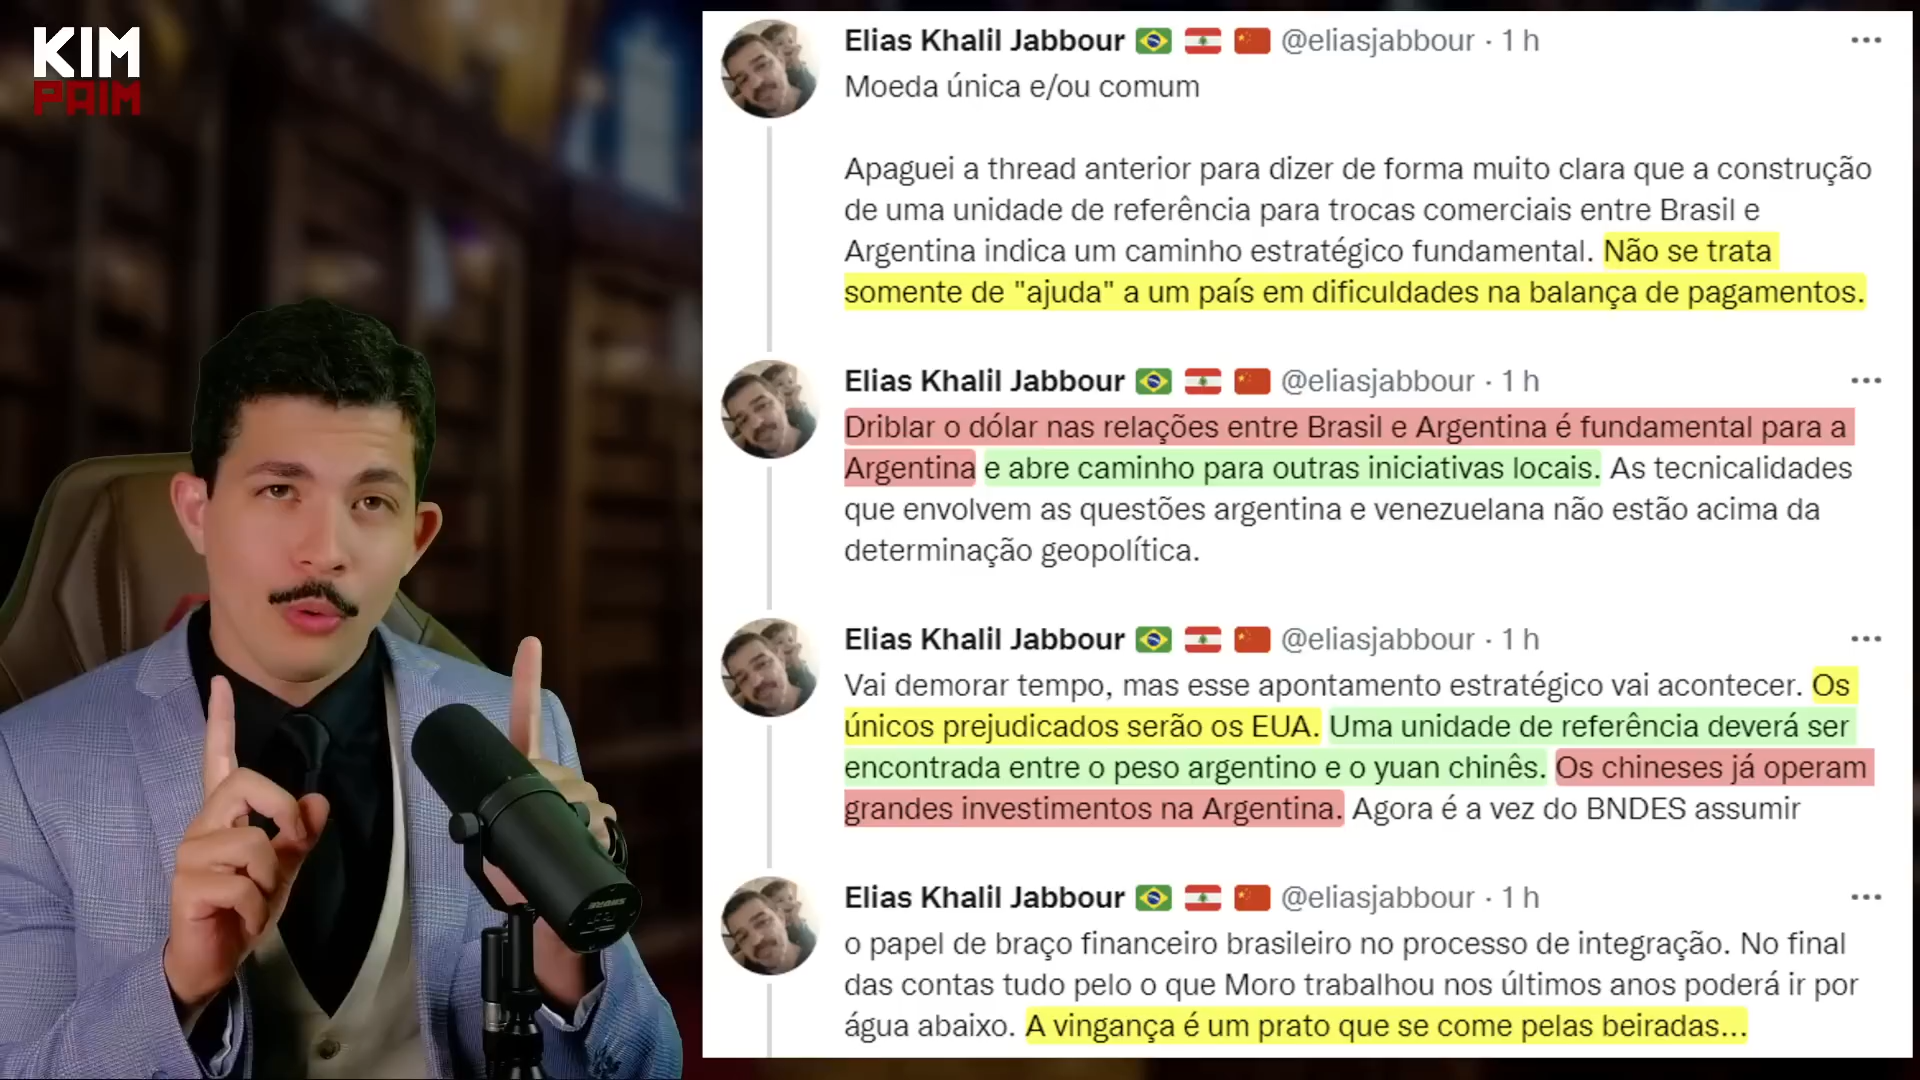 KIM
PAIM
Elias Khalil Jabbour @eliasjabbour · 1 h
Moeda única e/ou comum
Apaguei a thread anterior para dizer de forma muito clara que a construção
de uma unidade de referência para trocas comerciais entre Brasil e
Argentina indica um caminho estratégico fundamental. Não se trata
somente de "ajuda" a um país em dificuldades na balança de pagamentos.
Elias Khalil Jabbour @eliasjabbour · 1 h
Driblar o dólar nas relações entre Brasil e Argentina é fundamental para a
Argentina e abre caminho para outras iniciativas locais. As tecnicalidades
que envolvem as questões argentina e venezuelana não estão acima da
determinação geopolítica.
Elias Khalil Jabbour @eliasjabbour · 1 h
Vai demorar tempo, mas esse apontamento estratégico vai acontecer. Os
únicos prejudicados serão os EUA. Uma unidade de referência deverá ser
encontrada entre o peso argentino e o yuan chinês. Os chineses já operam
grandes investimentos na Argentina. Agora é a vez do BNDES assumir
Elias Khalil Jabbour @eliasjabbour · 1 h
o papel de braço financeiro brasileiro no processo de integração. No final
das contas tudo pelo o que Moro trabalhou nos últimos anos poderá ir por
água abaixo. A vingança é um prato que se come pelas beiradas...